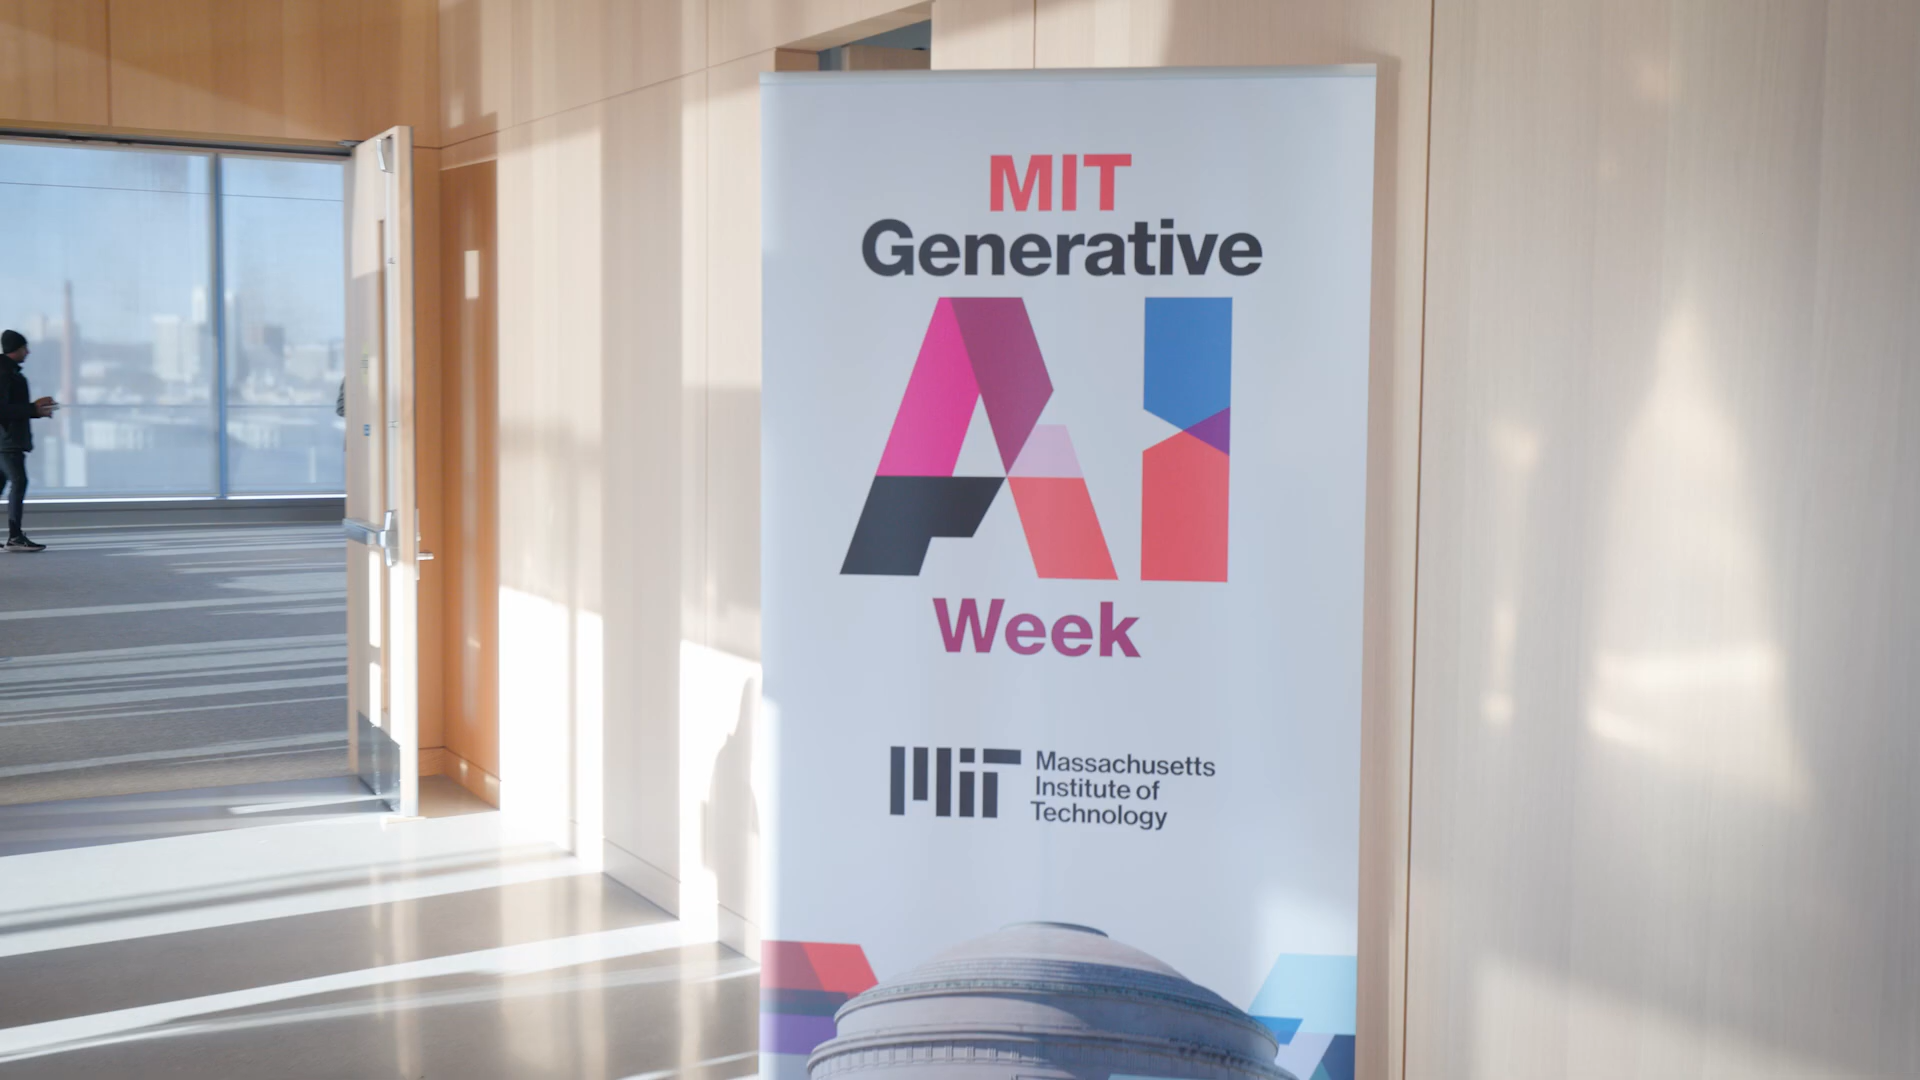 MIT
Generative
AI
Week
MIT Massachusetts
Institute of
Technology